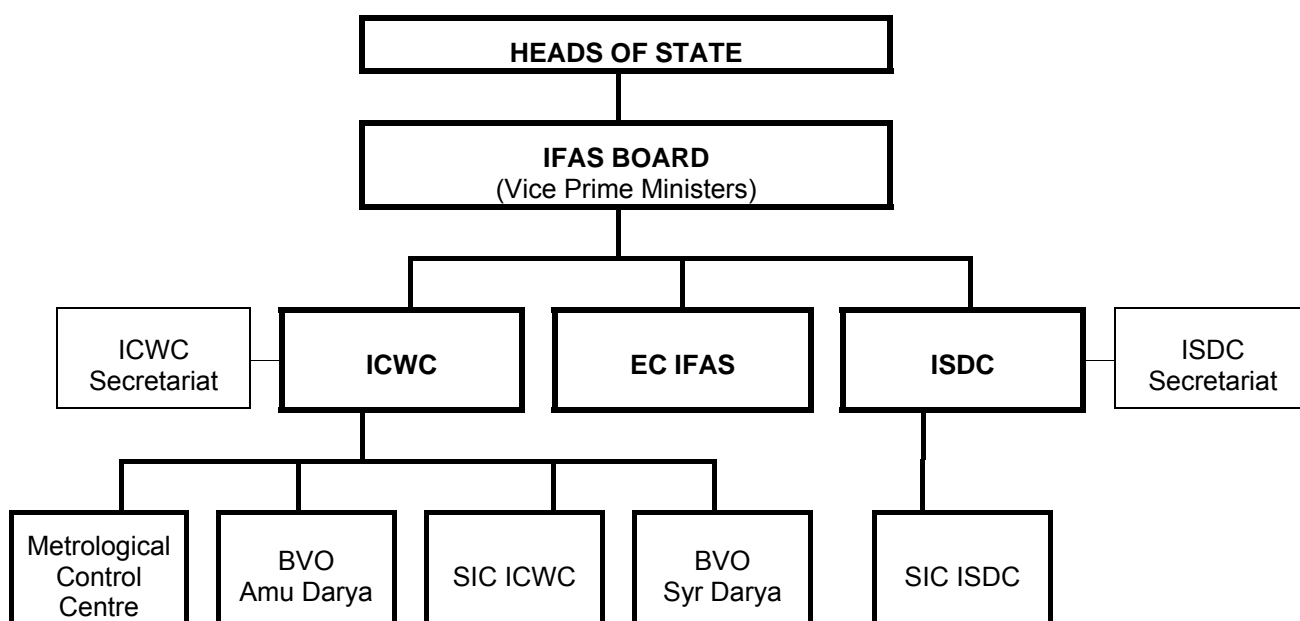 HEADS OF STATE
IFAS BOARD
(Vice Prime Ministers)
ICWC
Secretariat
ICWC
EC IFAS
ISDC
ISDC
Secretariat
Metrological
Control
Centre
BVO
Amu Darya
SIC ICWC
BVO
Syr Darya
SIC ISDC